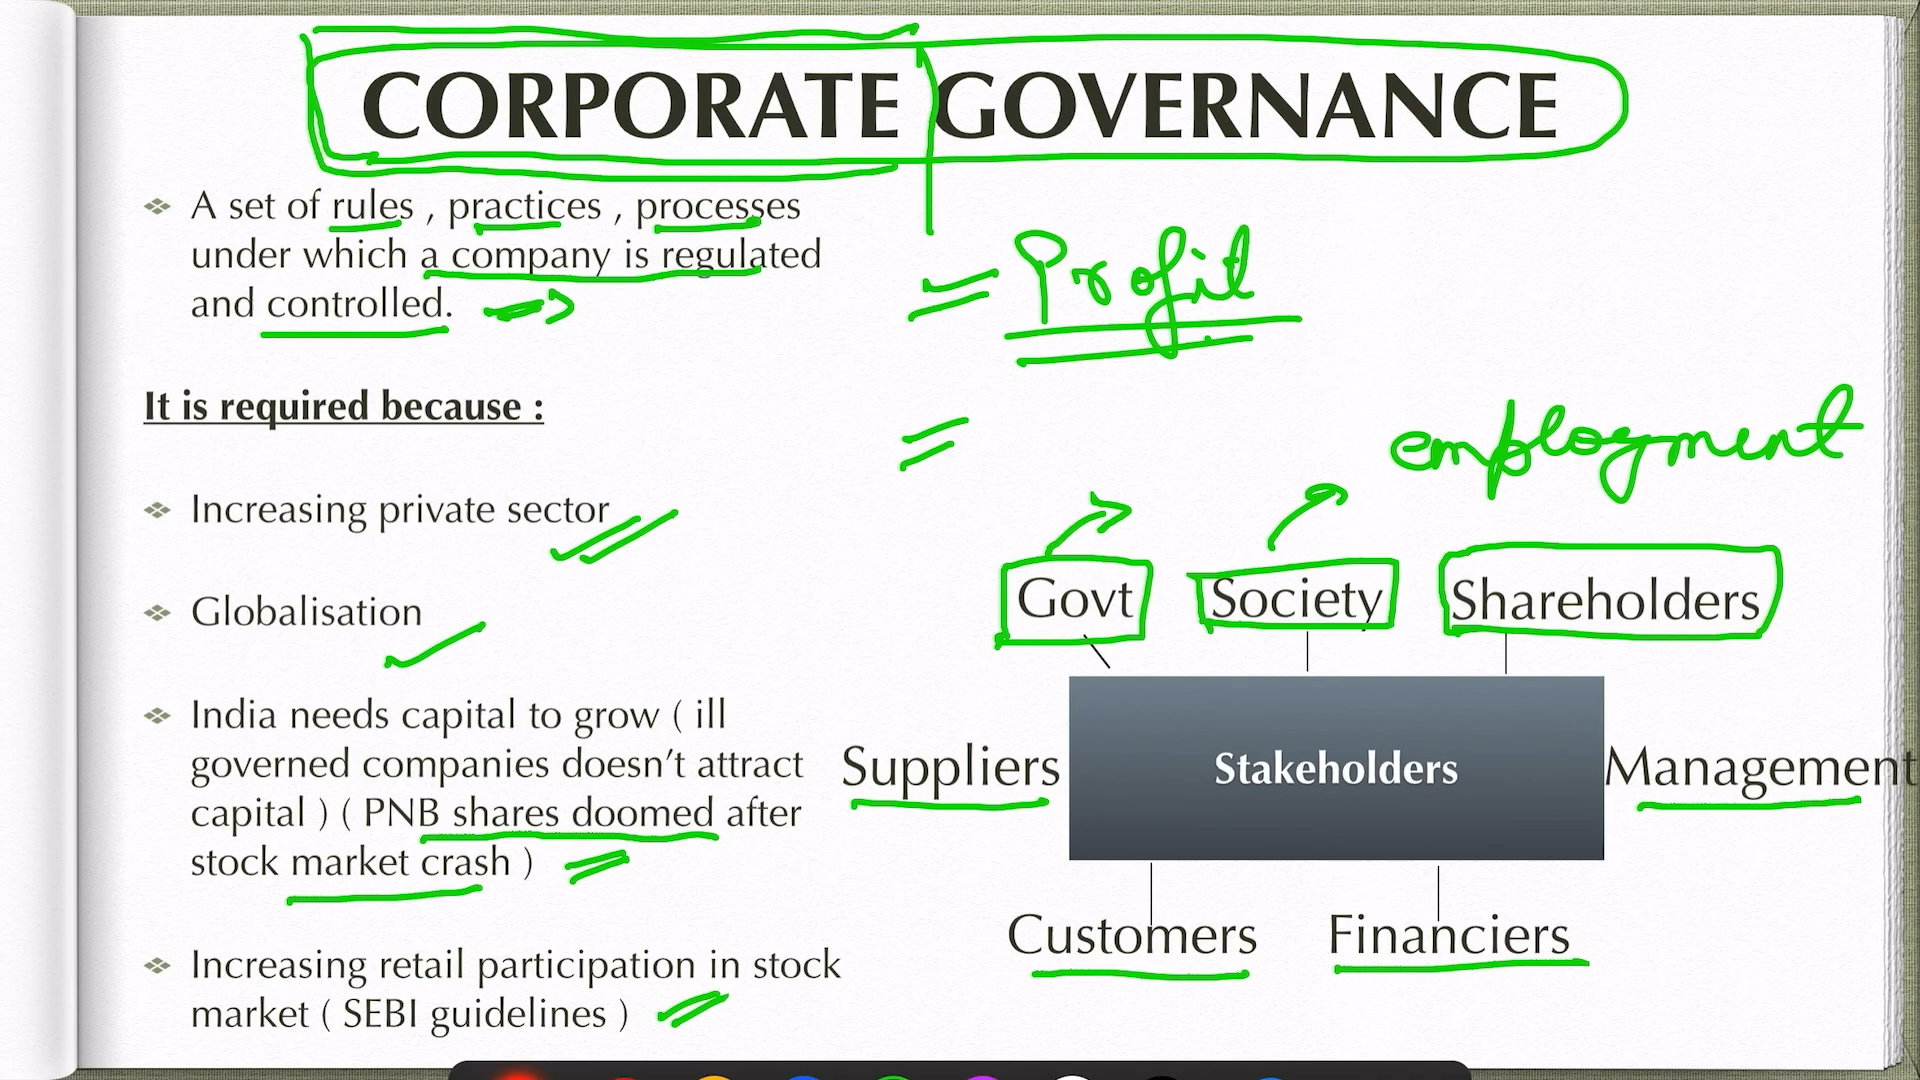 CORPORATE GOVERNANCE
❖ A set of rules , practices , processes
under which a company is regulated
and controlled.
It is required because :
❖ Increasing private sector
❖ Globalisation
❖ India needs capital to grow ( ill
governed companies doesn’t attract
capital ) ( PNB shares doomed after
stock market crash )
❖ Increasing retail participation in stock
market ( SEBI guidelines )
= Profit
=
employment
Govt Society Shareholders
Suppliers Stakeholders Management
Customers Financiers